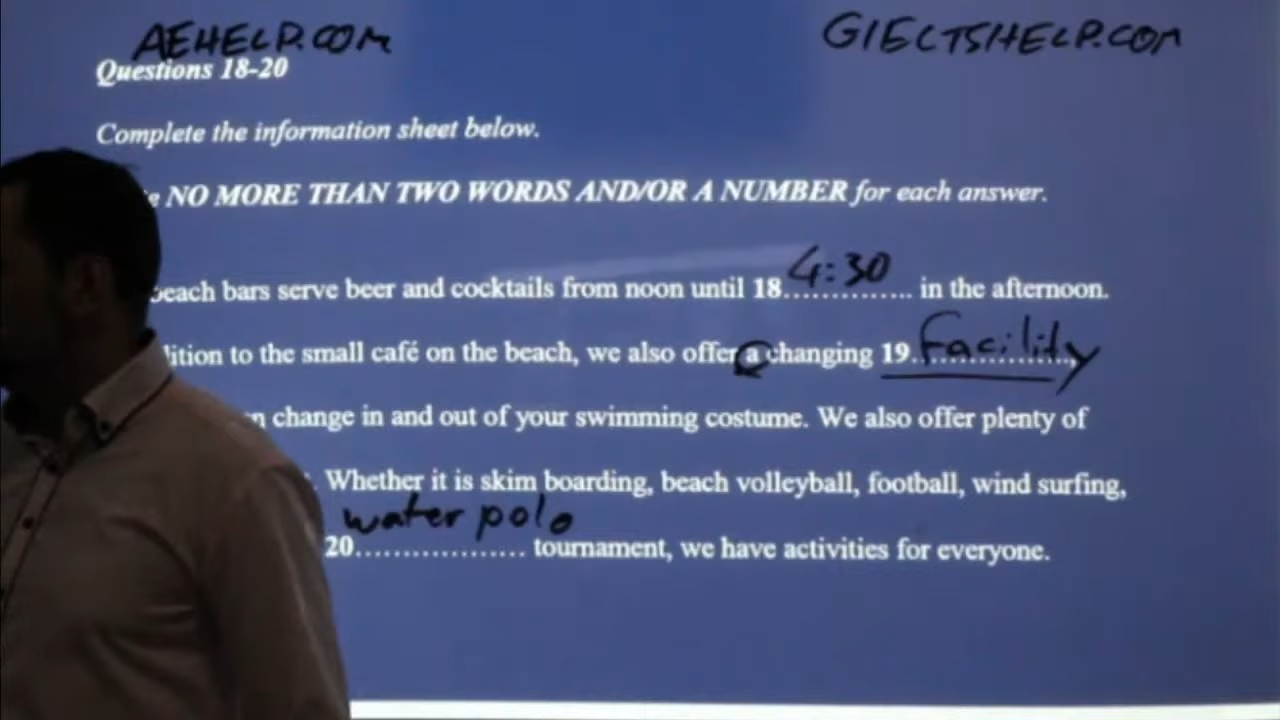 AEHELP.COM
GIELTSHELP.COM
Questions 18-20
Complete the information sheet below.
NO MORE THAN TWO WORDS AND/OR A NUMBER for each answer.
4:30
beach bars serve beer and cocktails from noon until 18.............. in the afternoon.
facility
to the small café on the beach, we also offer a changing 19.................,
change in and out of your swimming costume. We also offer plenty of
. Whether it is skim boarding, beach volleyball, football, wind surfing,
water polo
20.................. tournament, we have activities for everyone.